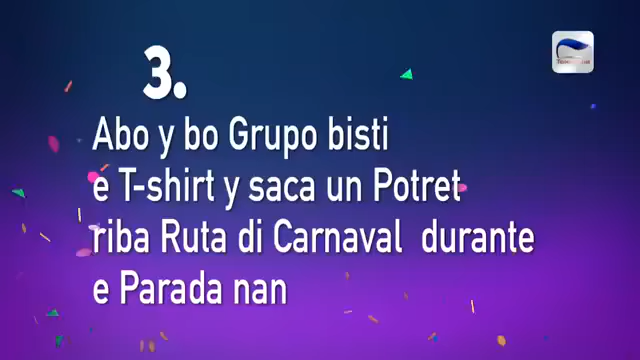 3.
Abo y bo Grupo bisti
e T-shirt y saca un Potret
riba Ruta di Carnaval durante
e Parada nan